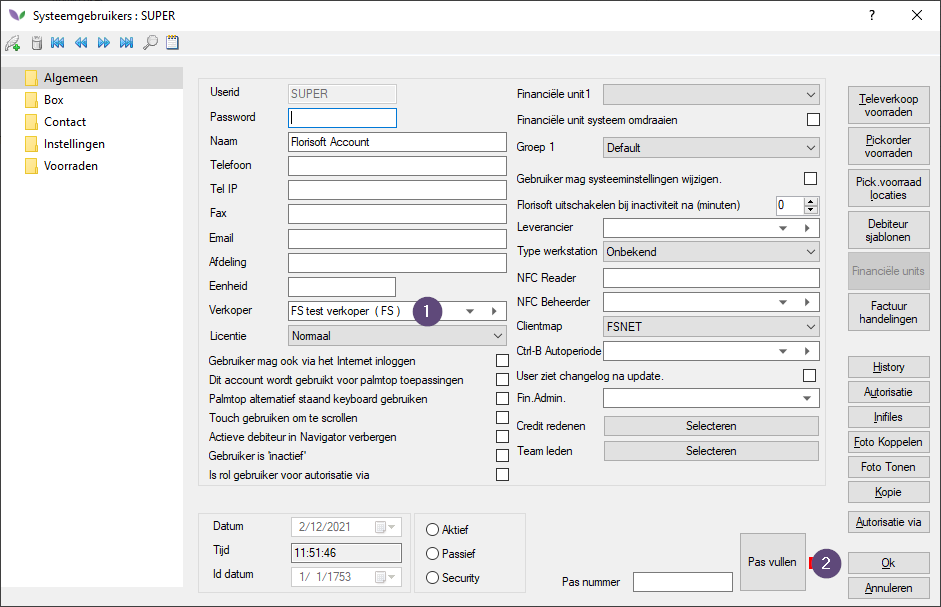 Systeemgebruikers : SUPER
?
Algemeen
Box
Contact
Instellingen
Voorraden
Userid SUPER
Password
Naam Florisoft Account
Telefoon
Tel IP
Fax
Email
Afdeling
Eenheid
Verkoper FS test verkoper ( FS ) 1
Licentie Normaal
Gebruiker mag ook via het Internet inloggen
Dit account wordt gebruikt voor palmtop toepassingen
Palmtop alternatief staand keyboard gebruiken
Touch gebruiken om te scrollen
Actieve debiteur in Navigator verbergen
Gebruiker is 'inactief'
Is rol gebruiker voor autorisatie via
Financiële unit1
Financiële unit systeem omdraaien
Groep 1 Default
Gebruiker mag systeeminstellingen wijzigen.
Florisoft uitschakelen bij inactiviteit na (minuten) 0
Leverancier
Type werkstation Onbekend
NFC Reader
NFC Beheerder
Clientmap FSNET
Ctrl-B Autoperiode
User ziet changelog na update.
Fin.Admin.
Credit redenen Selecteren
Team leden Selecteren
Televerkoop
voorraden
Pickorder
voorraden
Pick.voorraad
locaties
Debiteur
sjablonen
Financiële units
Factuur
handelingen
History
Autorisatie
Inifiles
Foto Koppelen
Foto Tonen
Kopie
Autorisatie via
Datum 2/12/2021
Tijd 11:51:46
Id datum 1/ 1/1753
Aktief
Passief
Security
Pas nummer
Pas vullen
2
Ok
Annuleren